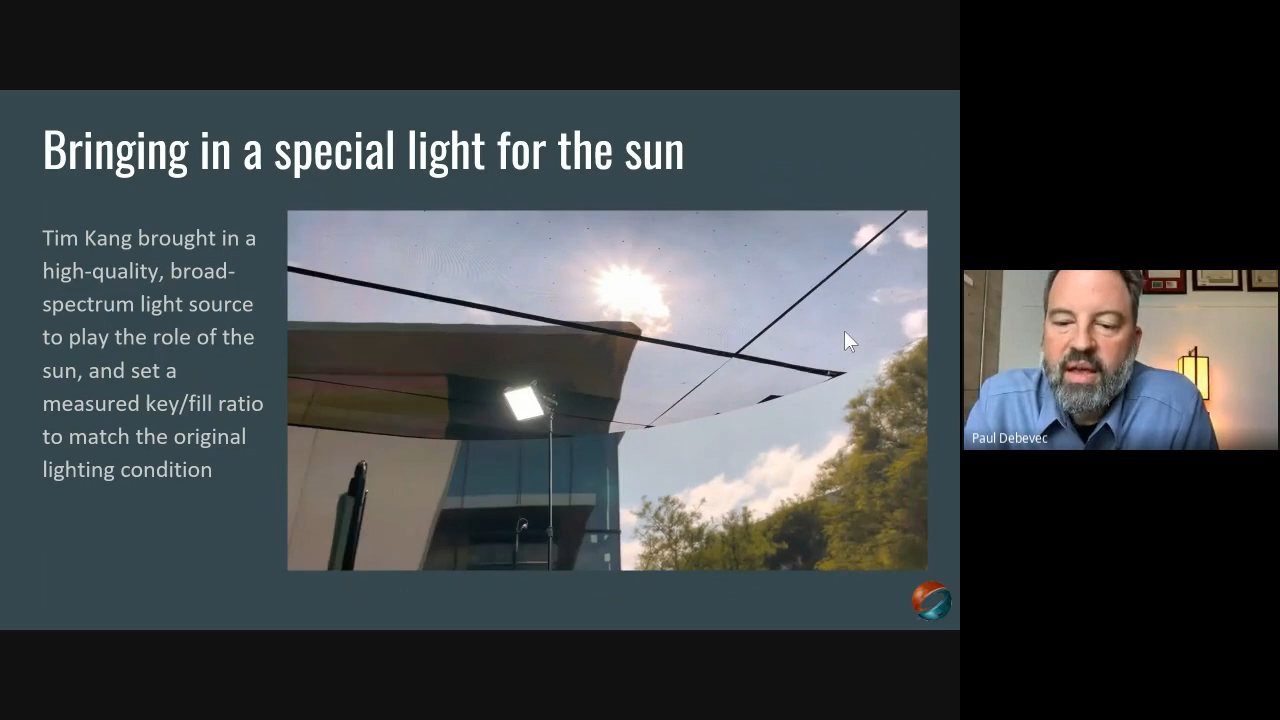 Bringing in a special light for the sun
Tim Kang brought in a
high-quality, broad-
spectrum light source
to play the role of the
sun, and set a
measured key/fill ratio
to match the original
lighting condition
Paul Debevec